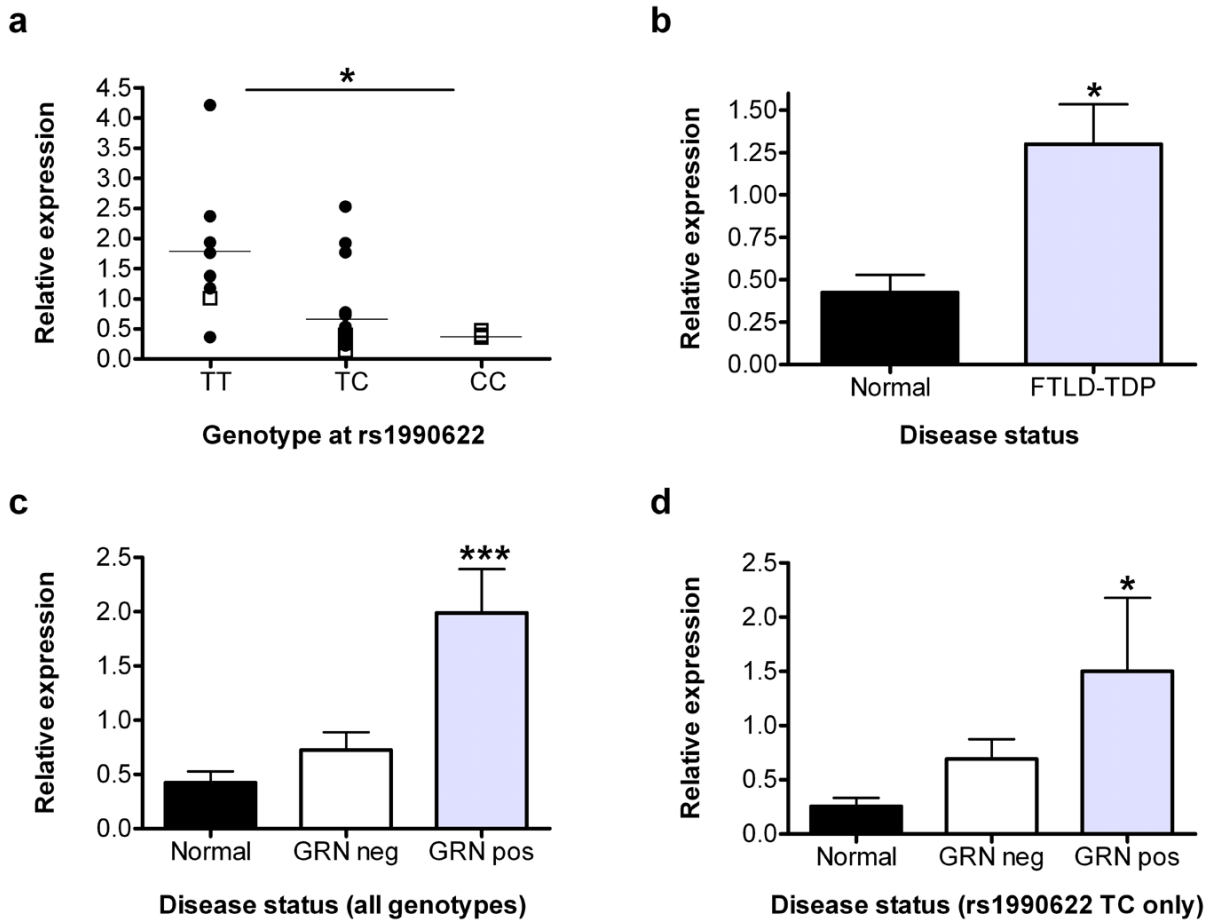 a
*
Relative expression
4.5
4.0
3.5
3.0
2.5
2.0
1.5
1.0
0.5
0.0
TT TC CC
Genotype at rs1990622
b
*
Relative expression
1.50
1.25
1.00
0.75
0.50
0.25
0.00
Normal FTLD-TDP
Disease status
c
***
Relative expression
2.5
2.0
1.5
1.0
0.5
0.0
Normal GRN neg GRN pos
Disease status (all genotypes)
d
*
Relative expression
2.5
2.0
1.5
1.0
0.5
0.0
Normal GRN neg GRN pos
Disease status (rs1990622 TC only)